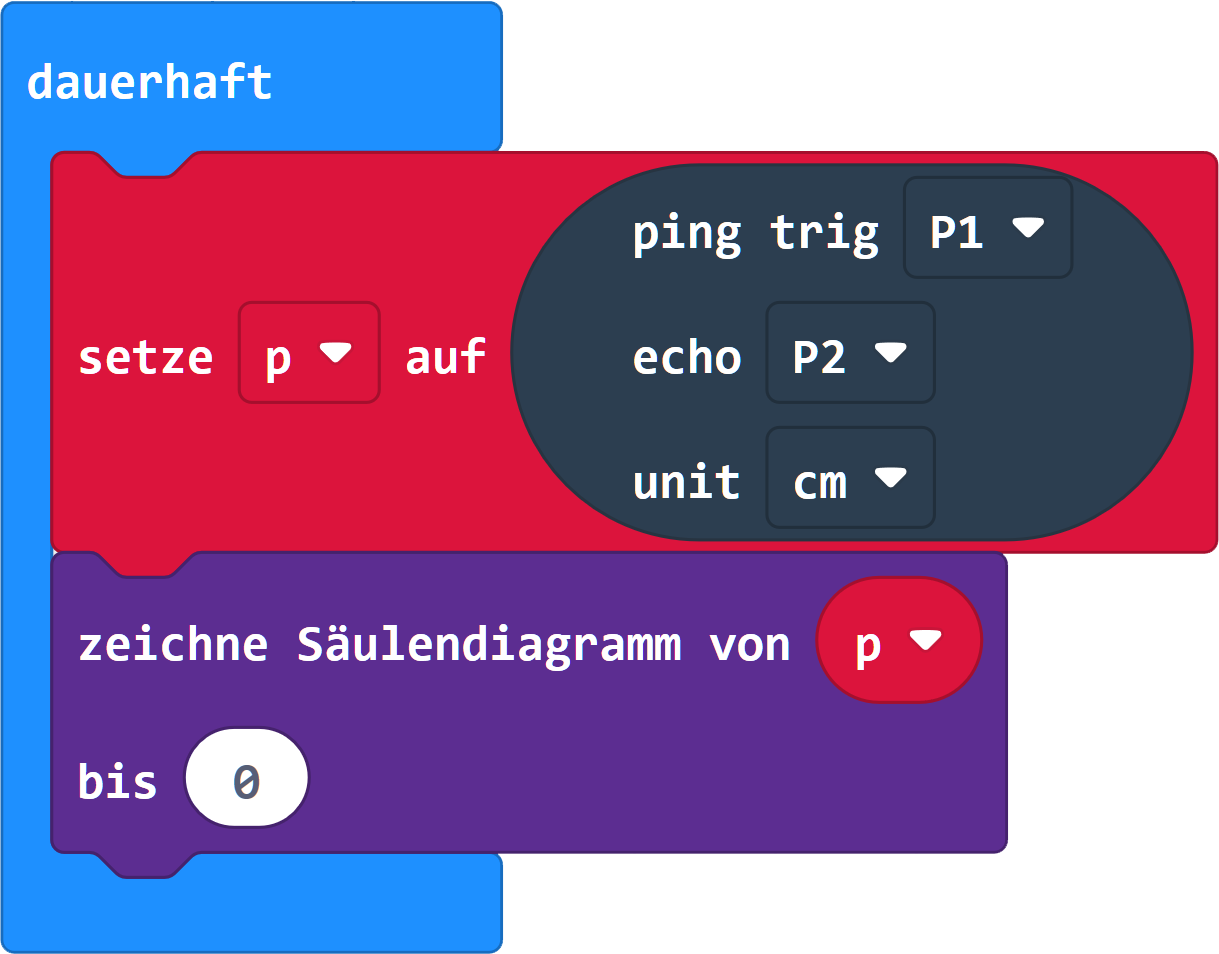 dauerhaft
ping trig P1
setze p auf echo P2
unit cm
zeichne Säulendiagramm von p
bis 0